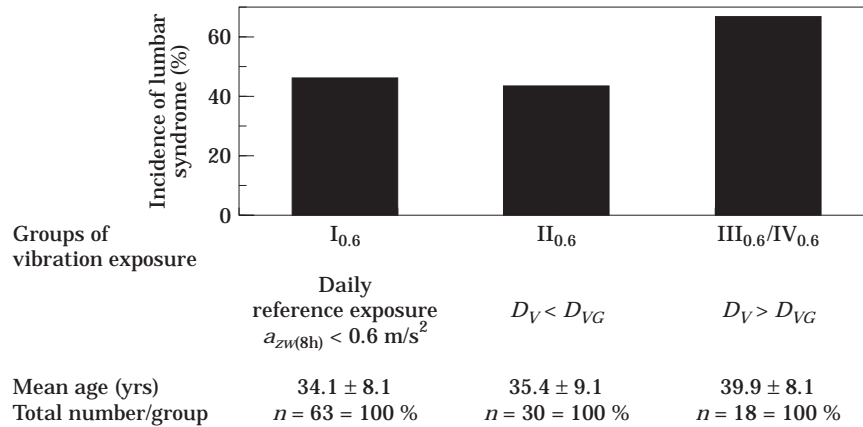 Incidence of lumbar
syndrome (%)
60
40
20
0
Groups of
vibration exposure
I0.6
II0.6
III0.6/IV0.6
Daily
reference exposure
azw(8h) < 0.6 m/s2
DV < DVG
DV > DVG
Mean age (yrs) 34.1 ± 8.1 35.4 ± 9.1 39.9 ± 8.1
Total number/group n = 63 = 100 % n = 30 = 100 % n = 18 = 100 %